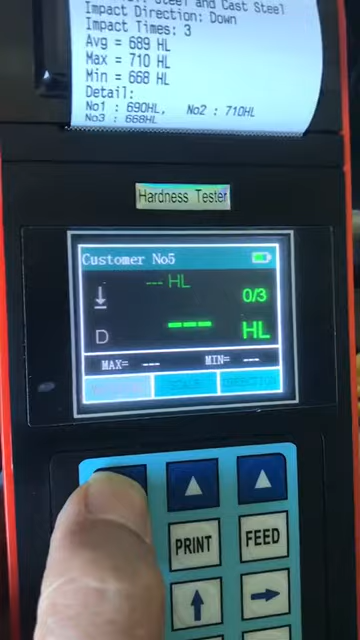 Steel and Cast Steel
Impact Direction: Down
Impact Times: 3
Avg = 689 HL
Max = 710 HL
Min = 668 HL
Detail:
No1 : 690HL, No2 : 710HL
No3 : 668HL
Hardness Tester
Customer No5
--- HL
0/3
D --- HL
MAX= --- MIN= ---
SCALE DIRECTION
PRINT FEED